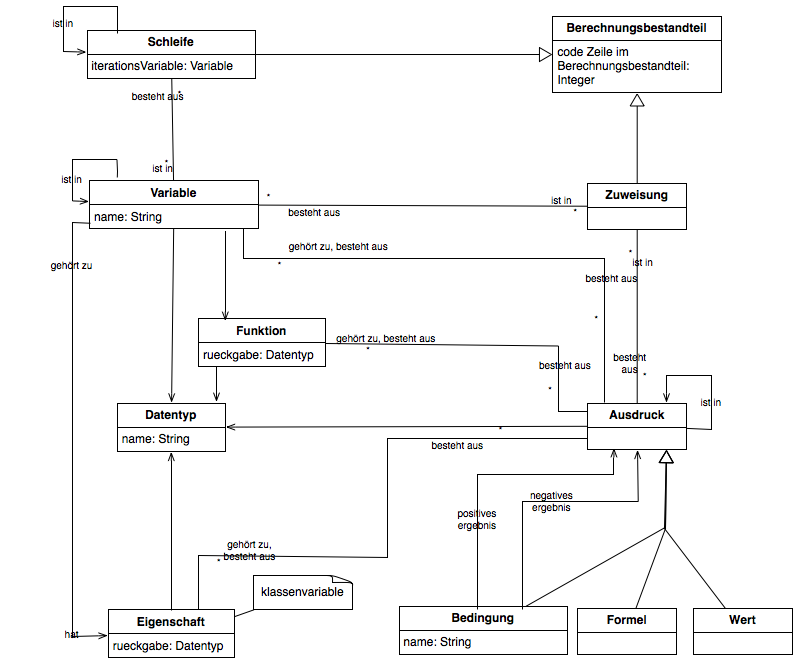 ist in
Schleife
iterationsVariable: Variable
Berechnungsbestandteil
code Zeile im
Berechnungsbestandteil:
Integer
besteht aus
*
*
ist in
ist in
Variable
name: String
*
besteht aus
ist in
*
Zuweisung
gehört zu
gehört zu, besteht aus
*
*
ist in
besteht aus
*
Funktion
rueckgabe: Datentyp
gehört zu, besteht aus
*
besteht aus
*
besteht
aus
*
ist in
Datentyp
name: String
Ausdruck
*
besteht aus
positives
ergebnis
negatives
ergebnis
gehört zu,
* besteht aus
klassenvariable
hat
Eigenschaft
rueckgabe: Datentyp
Bedingung
name: String
Formel
Wert